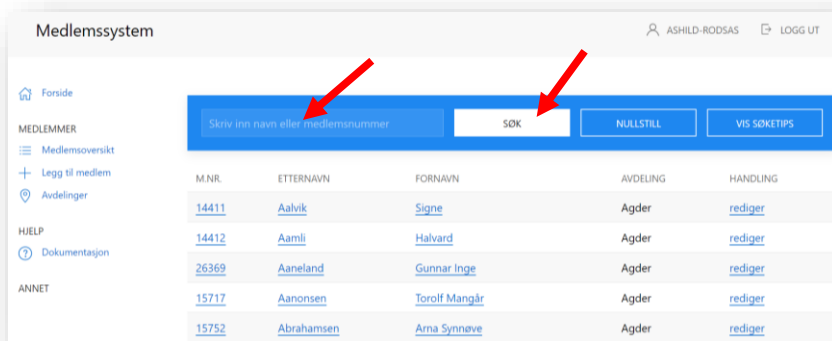 Medlemssystem
ASHILD-RODSAS LOGG UT
Forside
MEDLEMMER
Medlemsoversikt
Legg til medlem
Avdelinger
HJELP
Dokumentasjon
ANNET
Skriv inn navn eller medlemsnummer SØK NULLSTILL VIS SØKETIPS
M.NR. ETTERNAVN FORNAVN AVDELING HANDLING
14411 Aalvik Signe Agder rediger
14412 Aamli Halvard Agder rediger
26369 Aaneland Gunnar Inge Agder rediger
15717 Aanonsen Torolf Mangår Agder rediger
15752 Abrahamsen Arna Synnøve Agder rediger